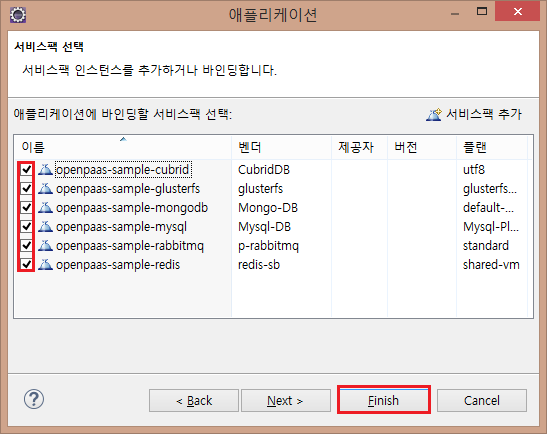 애플리케이션
서비스팩 선택
서비스팩 인스턴스를 추가하거나 바인딩합니다.
애플리케이션에 바인딩할 서비스팩 선택: 서비스팩 추가
이름 벤더 제공자 버전 플랜
openpaas-sample-cubrid CubridDB utf8
openpaas-sample-glusterfs glusterfs glusterfs...
openpaas-sample-mongodb Mongo-DB default-...
openpaas-sample-mysql Mysql-DB Mysql-Pl...
openpaas-sample-rabbitmq p-rabbitmq standard
openpaas-sample-redis redis-sb shared-vm
? < Back Next > Finish Cancel